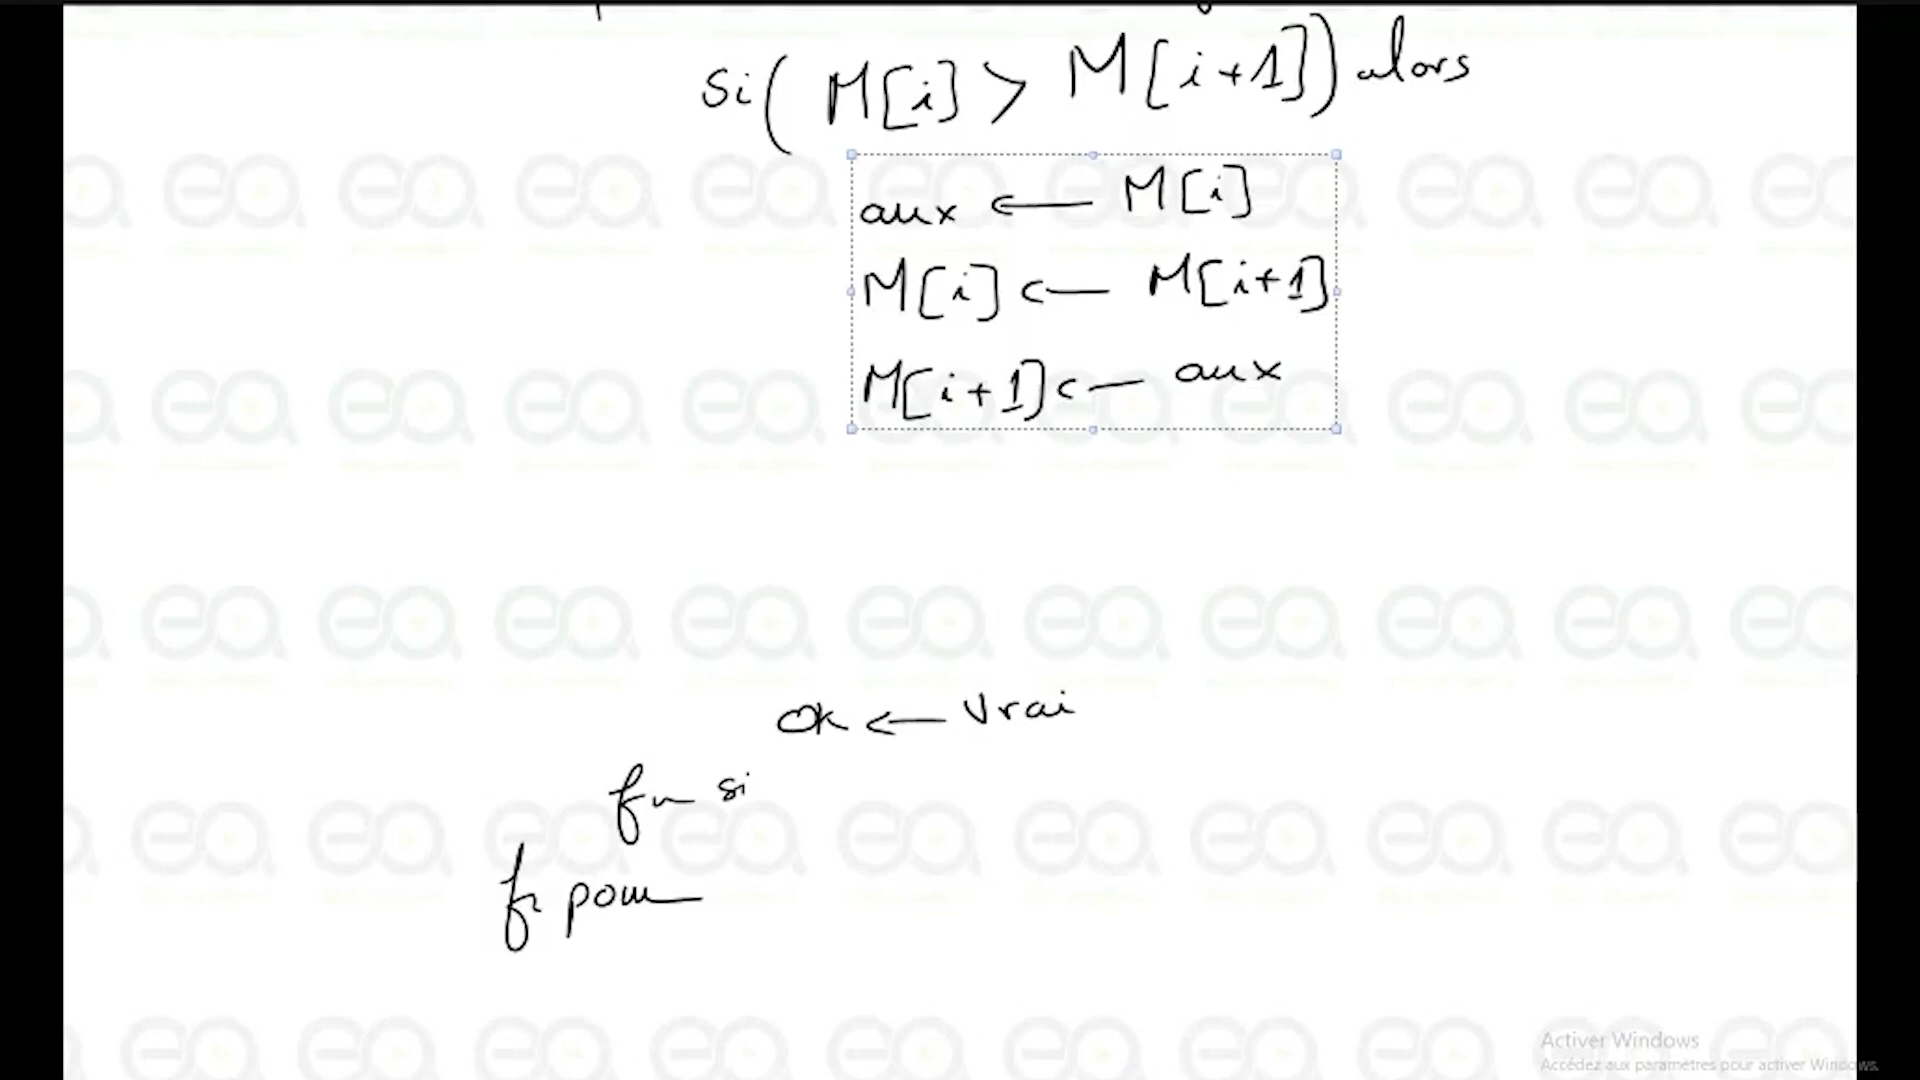 si( M[i] > M[i+1]) alors
aux ← M[i]
M[i] ← M[i+1]
M[i+1] ← aux
ok ← vrai
fin si
fin pour
Activer Windows
Accédez aux paramètres pour activer Windows.